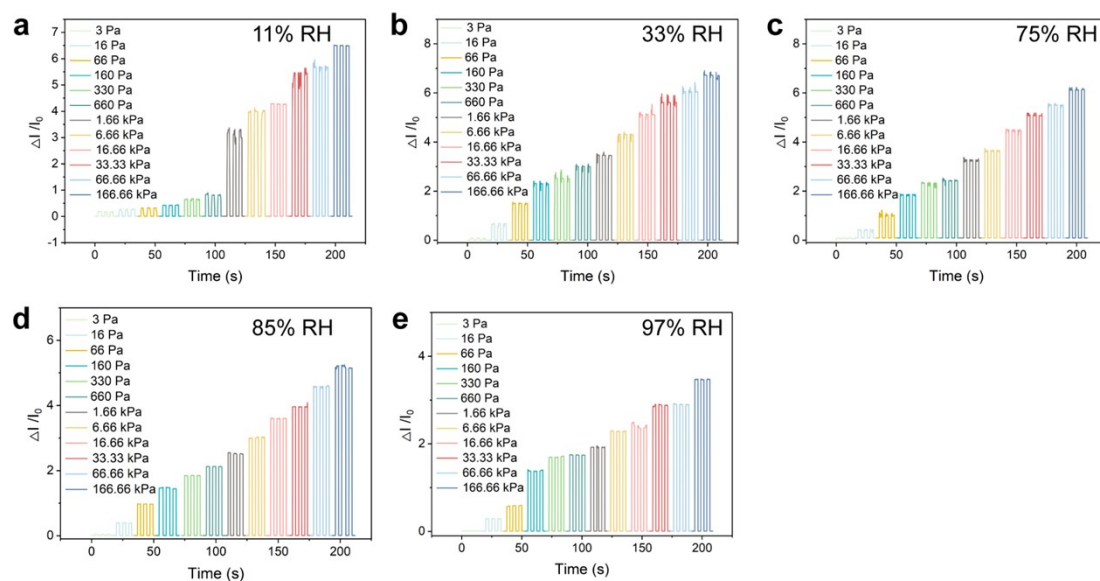 a
11% RH
3 Pa
16 Pa
66 Pa
160 Pa
330 Pa
660 Pa
1.66 kPa
6.66 kPa
16.66 kPa
33.33 kPa
66.66 kPa
166.66 kPa
7
6
5
4
3
2
1
0
-1
ΔI /I0
0 50 100 150 200
Time (s)
b
33% RH
3 Pa
16 Pa
66 Pa
160 Pa
330 Pa
660 Pa
1.66 kPa
6.66 kPa
16.66 kPa
33.33 kPa
66.66 kPa
166.66 kPa
8
6
4
2
0
ΔI /I0
0 50 100 150 200
Time (s)
c
75% RH
3 Pa
16 Pa
66 Pa
160 Pa
330 Pa
660 Pa
1.66 kPa
6.66 kPa
16.66 kPa
33.33 kPa
66.66 kPa
166.66 kPa
8
6
4
2
0
ΔI /I0
0 50 100 150 200
Time (s)
d
85% RH
3 Pa
16 Pa
66 Pa
160 Pa
330 Pa
660 Pa
1.66 kPa
6.66 kPa
16.66 kPa
33.33 kPa
66.66 kPa
166.66 kPa
6
4
2
0
ΔI /I0
0 50 100 150 200
Time (s)
e
97% RH
3 Pa
16 Pa
66 Pa
160 Pa
330 Pa
660 Pa
1.66 kPa
6.66 kPa
16.66 kPa
33.33 kPa
66.66 kPa
166.66 kPa
4
2
0
ΔI /I0
0 50 100 150 200
Time (s)